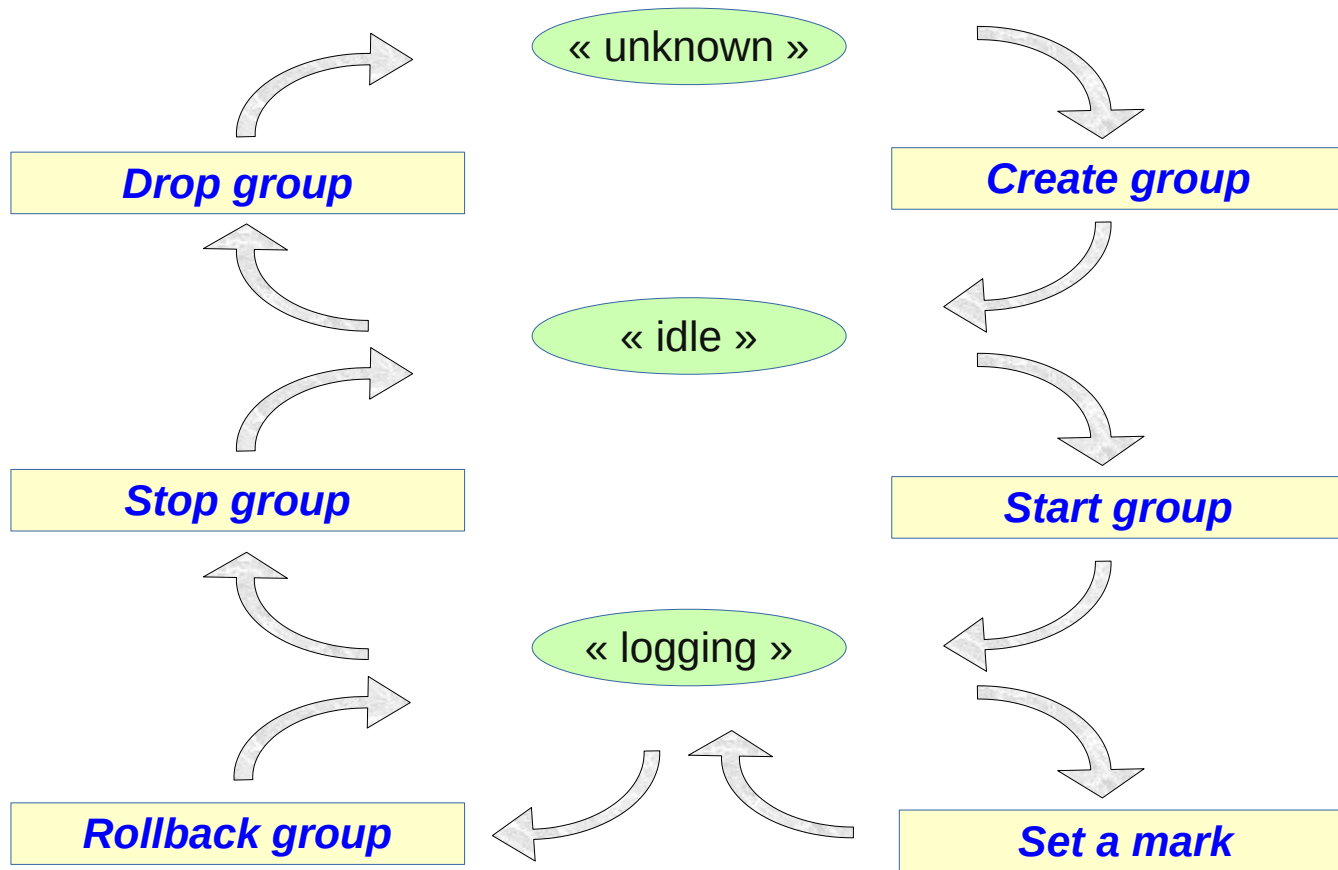 « unknown »
Drop group
Create group
« idle »
Stop group
Start group
« logging »
Rollback group
Set a mark